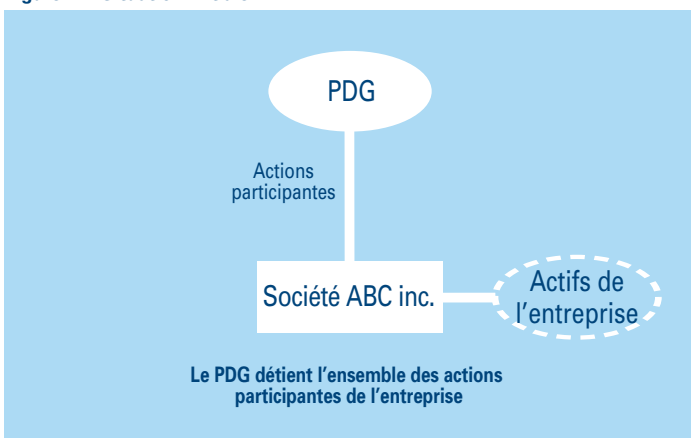 PDG
Actions
participantes
Société ABC inc.
Actifs de
l'entreprise
Le PDG détient l'ensemble des actions
participantes de l'entreprise